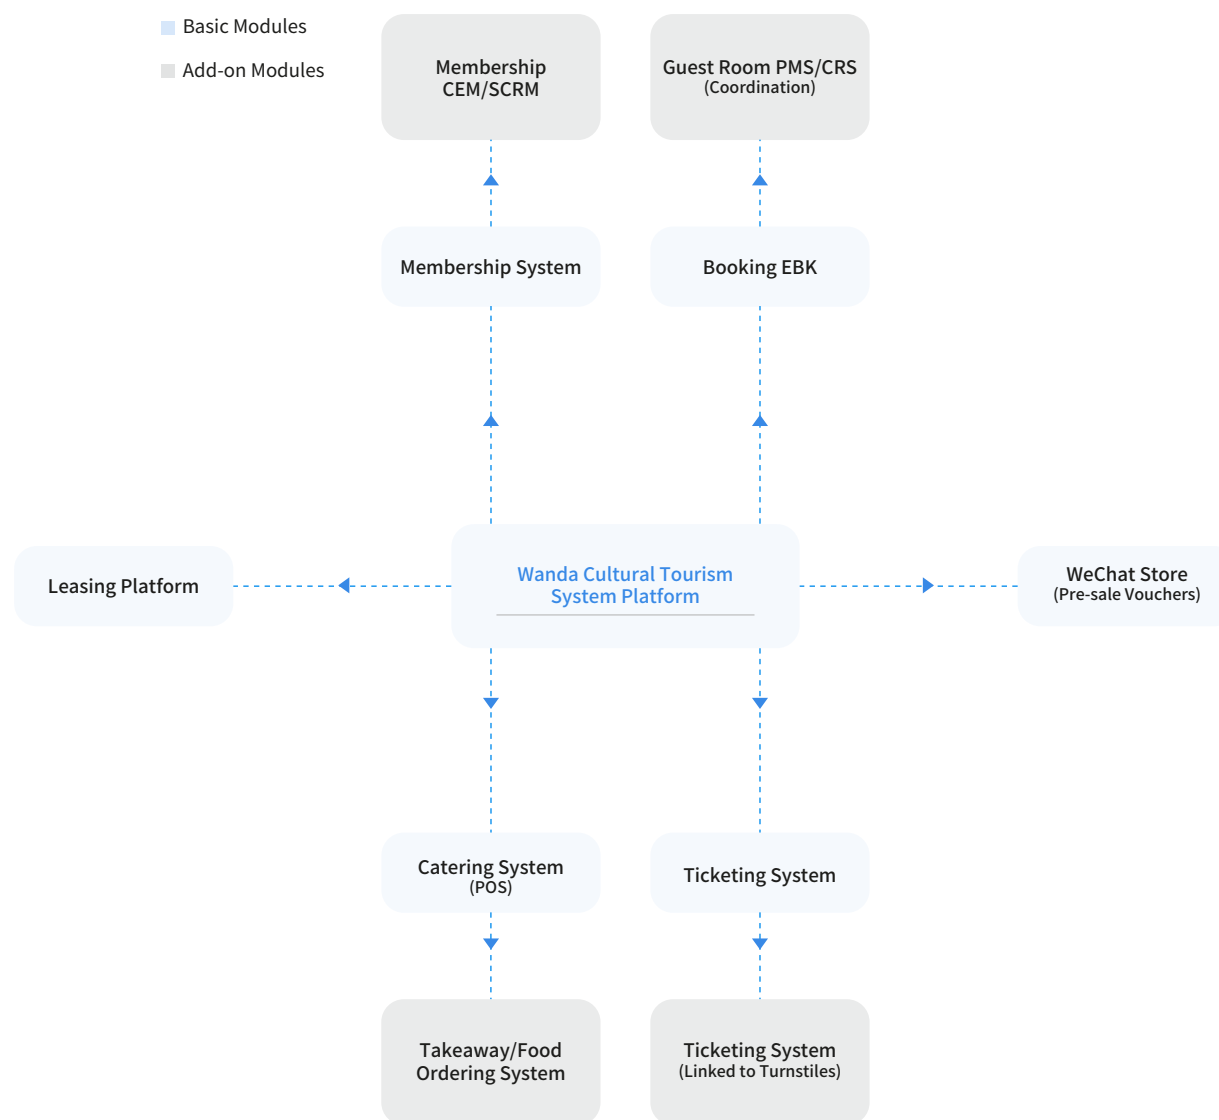 Basic Modules
Add-on Modules
Membership
CEM/SCRM
Guest Room PMS/CRS
(Coordination)
Membership System
Booking EBK
Leasing Platform
Wanda Cultural Tourism
System Platform
WeChat Store
(Pre-sale Vouchers)
Catering System
(POS)
Ticketing System
Takeaway/Food
Ordering System
Ticketing System
(Linked to Turnstiles)